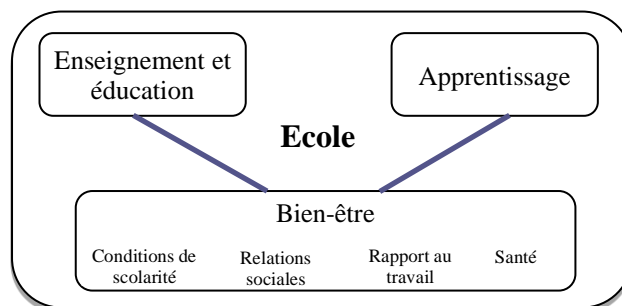 Enseignement et
éducation
Apprentissage
Ecole
Bien-être
Conditions de
scolarité
Relations
sociales
Rapport au
travail
Santé